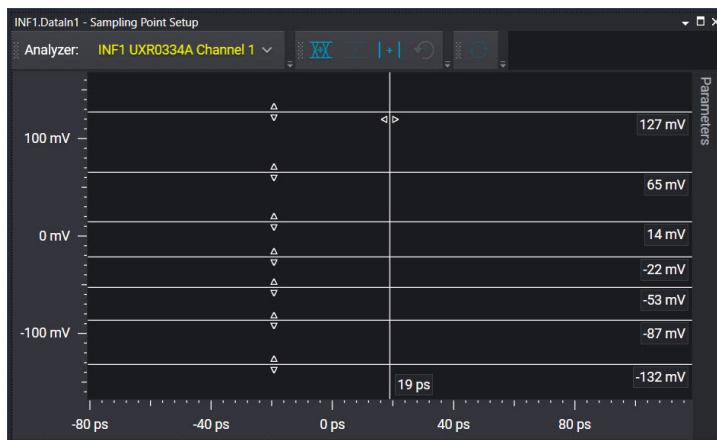 INF1.DataIn1 - Sampling Point Setup
Analyzer: INF1 UXR0334A Channel 1
Parameters
127 mV
100 mV
65 mV
14 mV
0 mV
-22 mV
-53 mV
-87 mV
-100 mV
-132 mV
19 ps
-80 ps -40 ps 0 ps 40 ps 80 ps